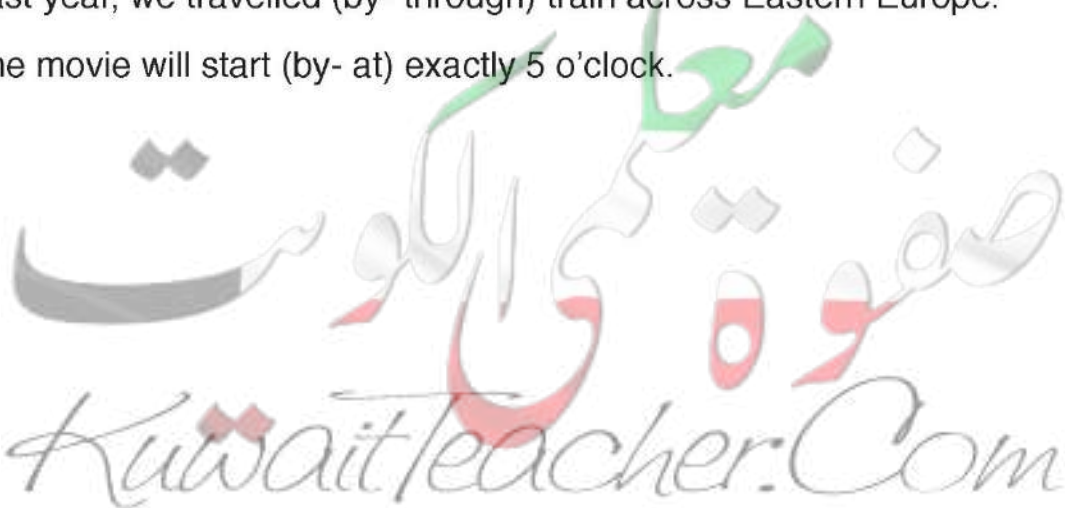 ast year, we travelled (by- through) train across Eastern Europe.
he movie will start (by- at) exactly 5 o'clock.
صفوة معلمى الكويت
KuwaitTeacher.Com